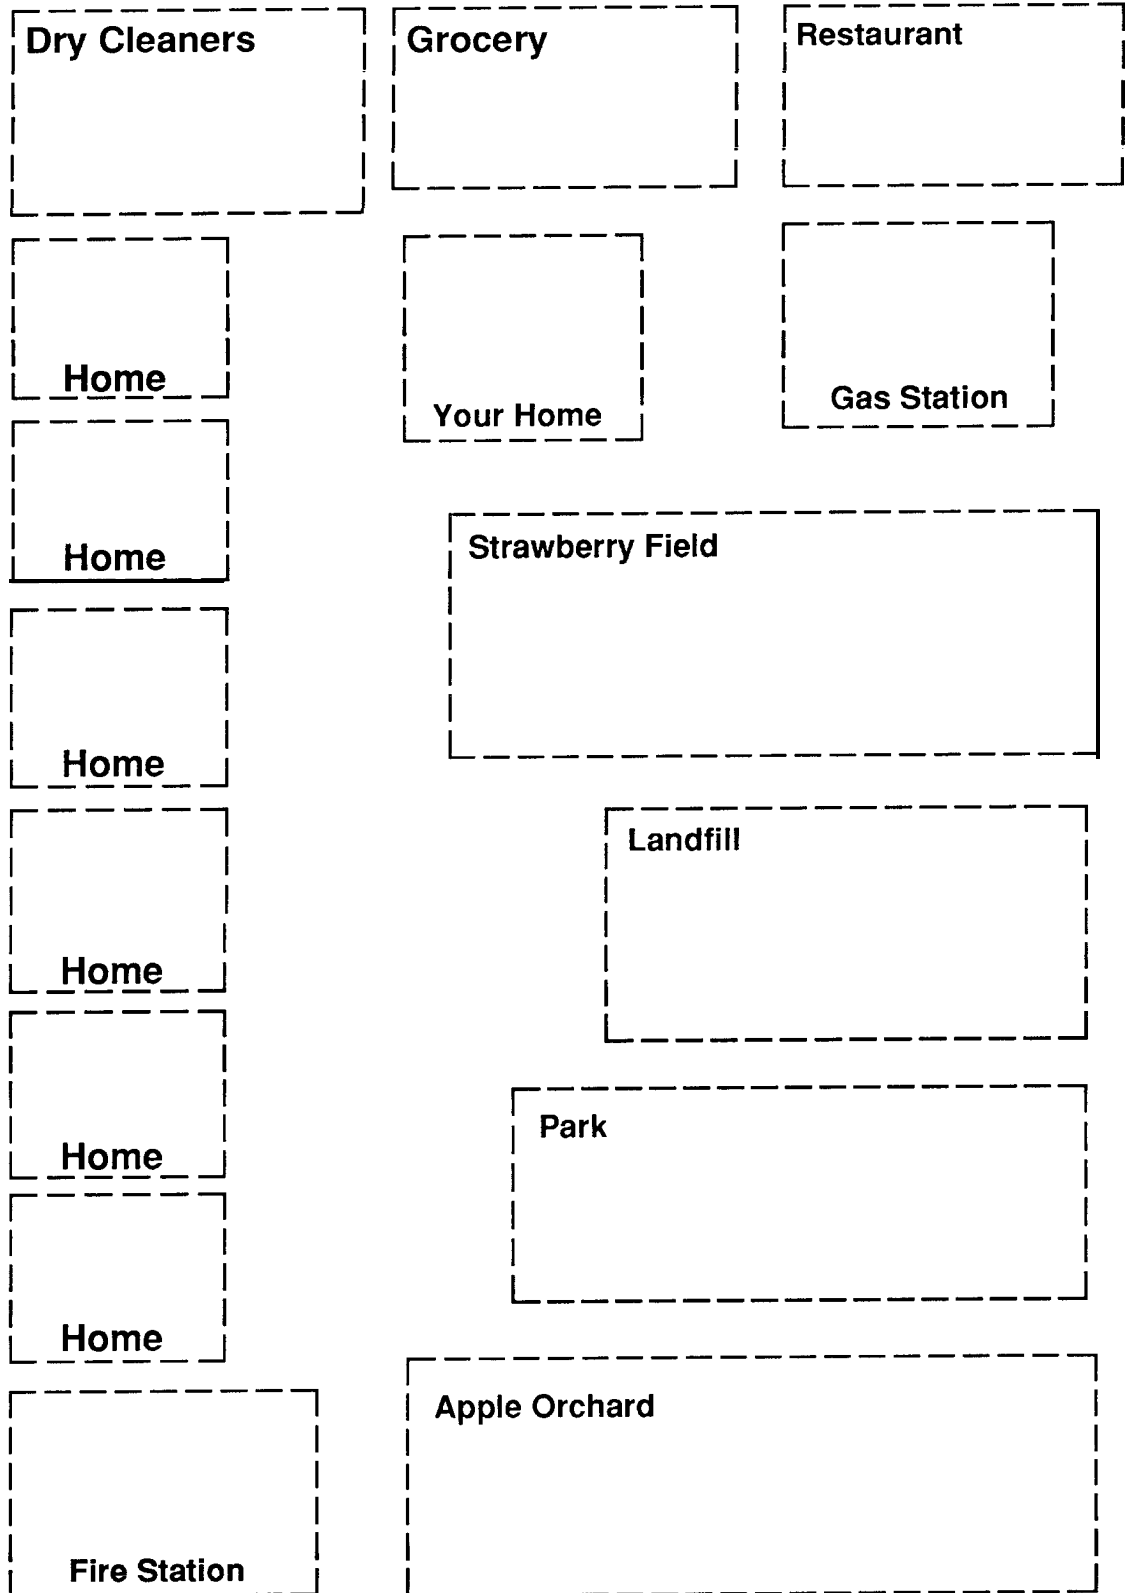 Dry Cleaners
Grocery
Restaurant
Home
Your Home
Gas Station
Home
Strawberry Field
Home
Landfill
Home
Park
Home
Home
Apple Orchard
Fire Station